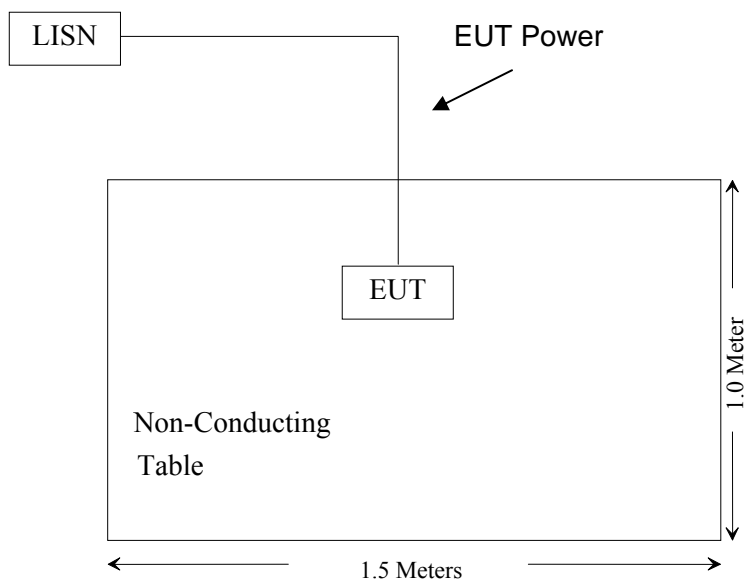 LISN
EUT Power
EUT
1.0 Meter
Non-Conducting
Table
1.5 Meters